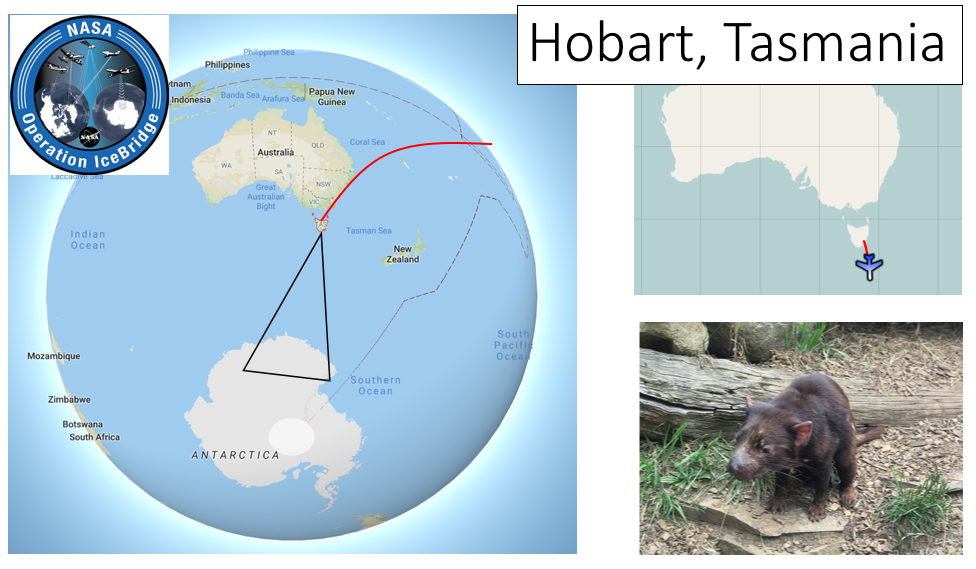 NASA
Operation IceBridge
NASA
Hobart, Tasmania
Philippine Sea
Philippines
etnam
Indonesia
Banda Sea
Arafura Sea
Papua New
Guinea
Laccadive Sea
Coral Sea
NT
QLD
Australia
WA
SA
NSW
VIC
Great
Australian
Bight
Indian
Ocean
Tasman Sea
New
Zealand
South
Pacific
Ocean
Mozambique
Zimbabwe
Botswana
South Africa
Southern
Ocean
ANTARCTICA